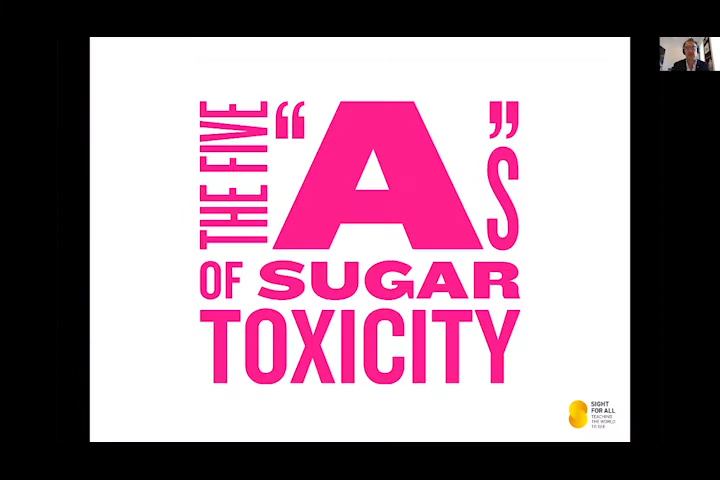 THE FIVE "A"S
OF SUGAR
TOXICITY
SIGHT
FOR ALL
TEACHING
THE WORLD
TO SEE